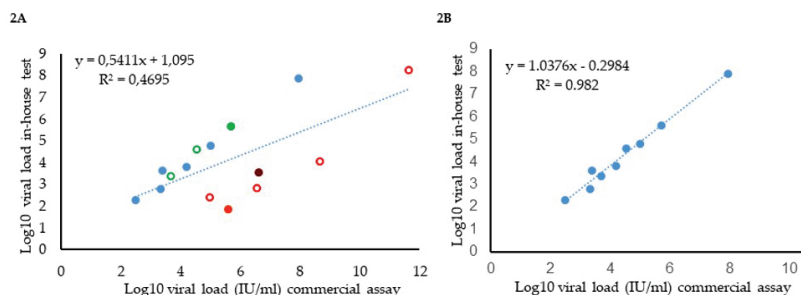 2A
y = 0,5411x + 1,095
R² = 0,4695
Log10 viral load in-house test
9
8
7
6
5
4
3
2
1
0
0 2 4 6 8 10 12
Log10 viral load (IU/ml) commercial assay
2B
y = 1.0376x - 0.2984
R² = 0.982
Log10 viral load in-house test
9
8
7
6
5
4
3
2
1
0
0 2 4 6 8 10
Log10 viral load (IU/ml) commercial assay